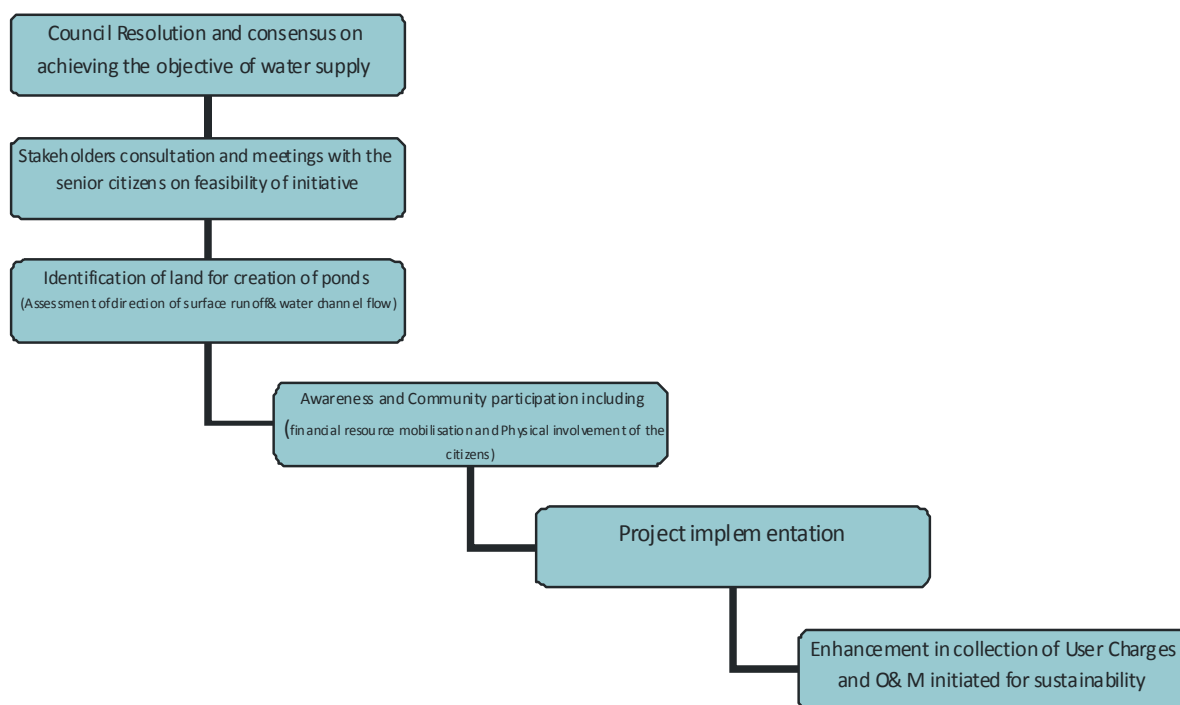 Council Resolution and consensus on
achieving the objective of water supply
Stakeholders consultation and meetings with the
senior citizens on feasibility of initiative
Identification of land for creation of ponds
(Assessment of direction of surface runoff& water channel flow)
Awareness and Community participation including
(financial resource mobilisation and Physical involvement of the
citizens)
Project implem entation
Enhancement in collection of User Charges
and O& M initiated for sustainability